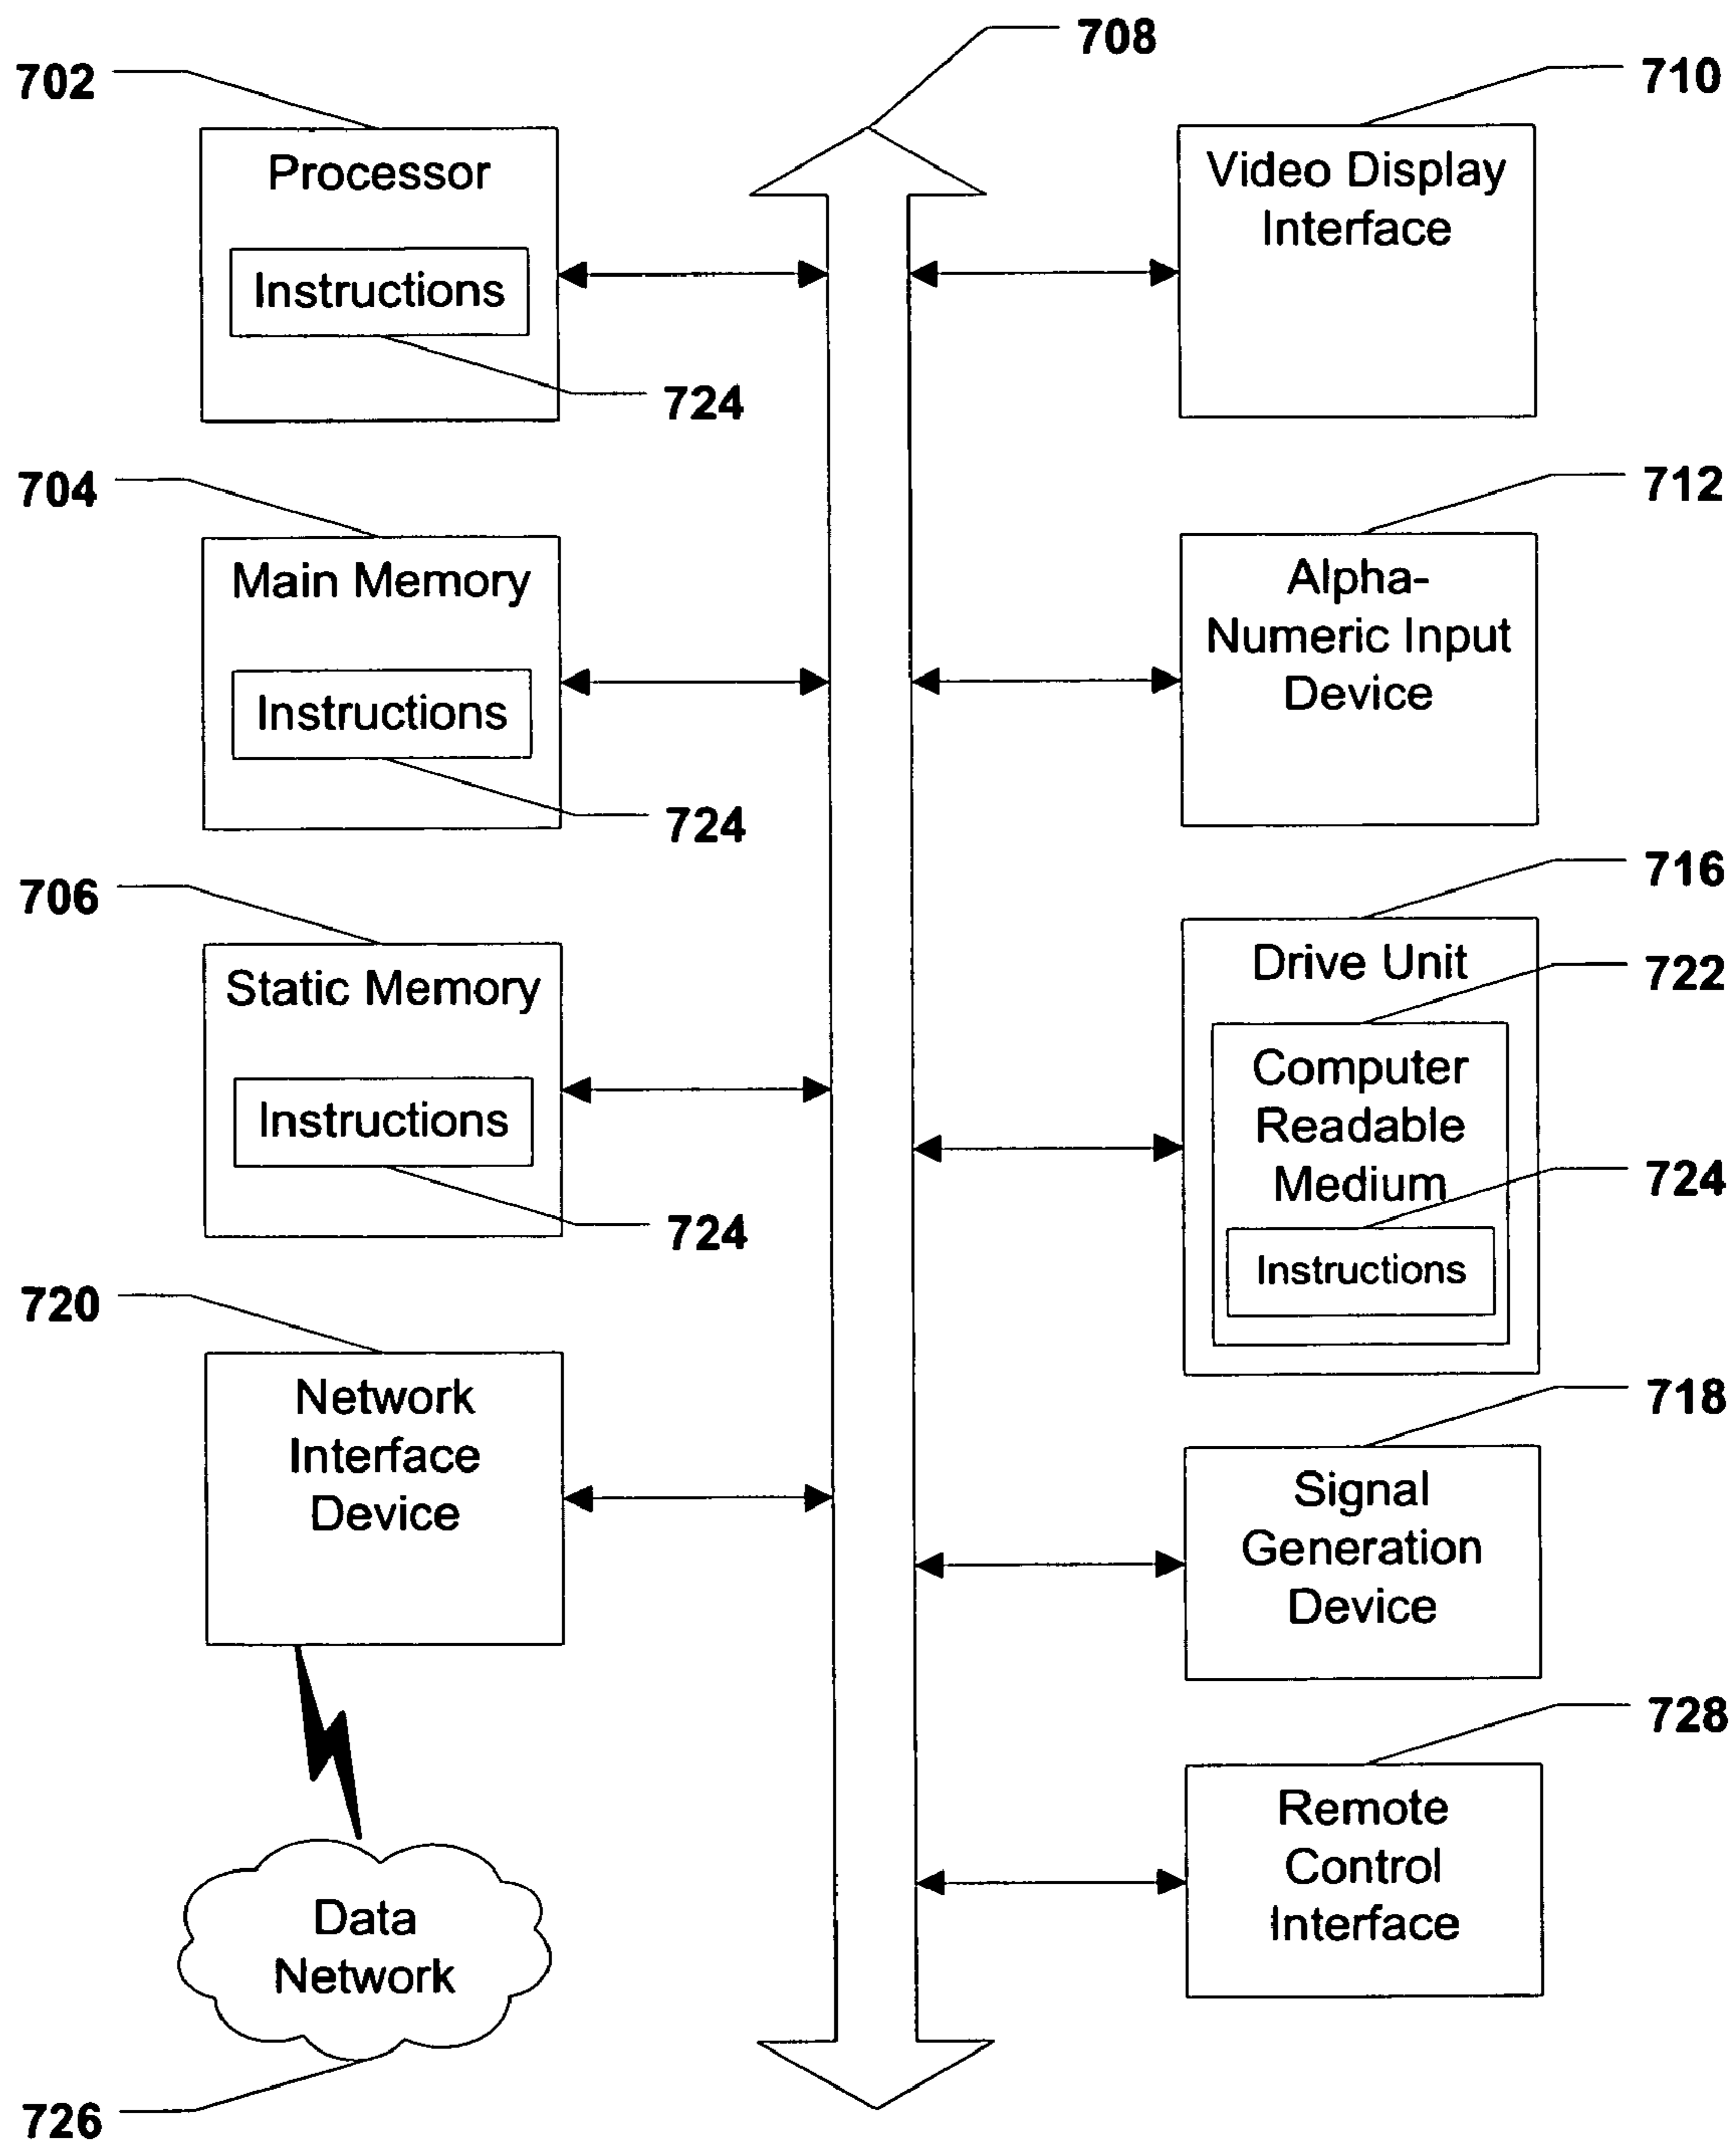 708
702
Processor
Instructions
724
704
Main Memory
Instructions
724
706
Static Memory
Instructions
724
720
Network
Interface
Device
Data
Network
726
710
Video Display
Interface
712
Alpha-
Numeric Input
Device
716
Drive Unit
722
Computer
Readable
Medium
724
Instructions
718
Signal
Generation
Device
728
Remote
Control
Interface